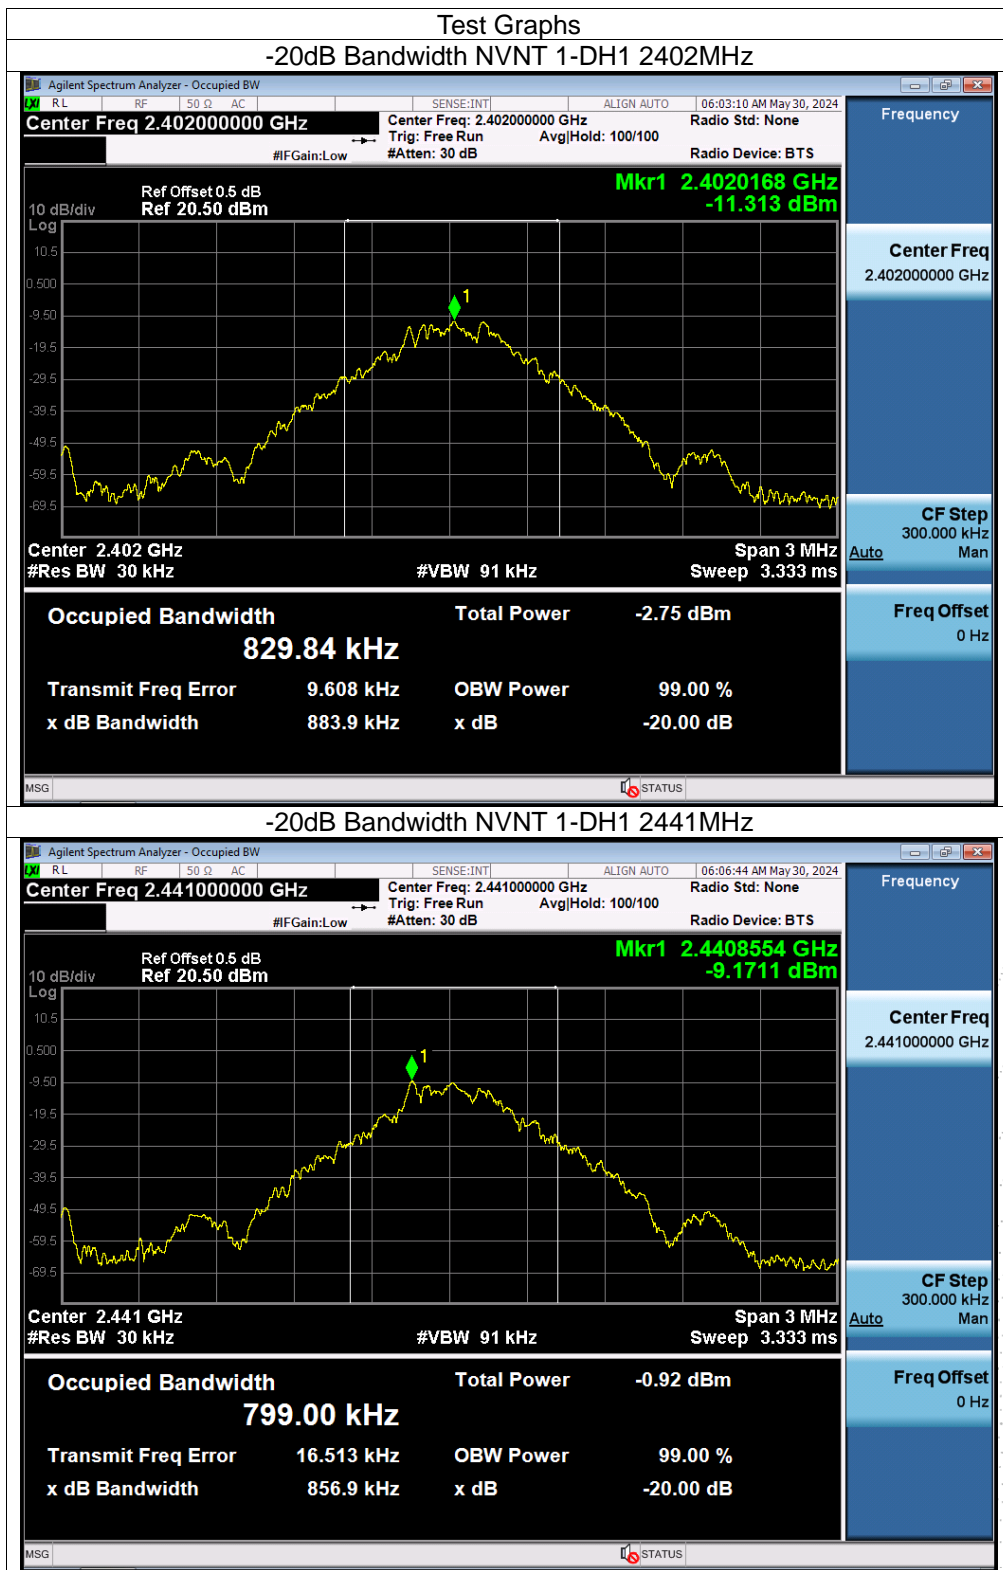 Test Graphs
-20dB Bandwidth NVNT 1-DH1 2402MHz
Agilent Spectrum Analyzer - Occupied BW
LXI RL RF 50 Ω AC SENSE:INT ALIGN AUTO 06:03:10 AM May 30, 2024
Center Freq 2.402000000 GHz Center Freq: 2.402000000 GHz Radio Std: None Frequency
Trig: Free Run Avg|Hold: 100/100
#IFGain:Low #Atten: 30 dB Radio Device: BTS
Ref Offset 0.5 dB Mkr1 2.4020168 GHz
10 dB/div Ref 20.50 dBm -11.313 dBm
Log
10.5
0.500
-9.50
-19.5
-29.5
-39.5
-49.5
-59.5
-69.5
1
Center Freq
2.402000000 GHz
CF Step
300.000 kHz
Auto Man
Center 2.402 GHz Span 3 MHz
#Res BW 30 kHz #VBW 91 kHz Sweep 3.333 ms
Freq Offset
0 Hz
Occupied Bandwidth Total Power -2.75 dBm
829.84 kHz
Transmit Freq Error 9.608 kHz OBW Power 99.00 %
x dB Bandwidth 883.9 kHz x dB -20.00 dB
MSG STATUS
-20dB Bandwidth NVNT 1-DH1 2441MHz
Agilent Spectrum Analyzer - Occupied BW
LXI RL RF 50 Ω AC SENSE:INT ALIGN AUTO 06:06:44 AM May 30, 2024
Center Freq 2.441000000 GHz Center Freq: 2.441000000 GHz Radio Std: None Frequency
Trig: Free Run Avg|Hold: 100/100
#IFGain:Low #Atten: 30 dB Radio Device: BTS
Ref Offset 0.5 dB Mkr1 2.4408554 GHz
10 dB/div Ref 20.50 dBm -9.1711 dBm
Log
10.5
0.500
-9.50
-19.5
-29.5
-39.5
-49.5
-59.5
-69.5
1
Center Freq
2.441000000 GHz
CF Step
300.000 kHz
Auto Man
Center 2.441 GHz Span 3 MHz
#Res BW 30 kHz #VBW 91 kHz Sweep 3.333 ms
Freq Offset
0 Hz
Occupied Bandwidth Total Power -0.92 dBm
799.00 kHz
Transmit Freq Error 16.513 kHz OBW Power 99.00 %
x dB Bandwidth 856.9 kHz x dB -20.00 dB
MSG STATUS